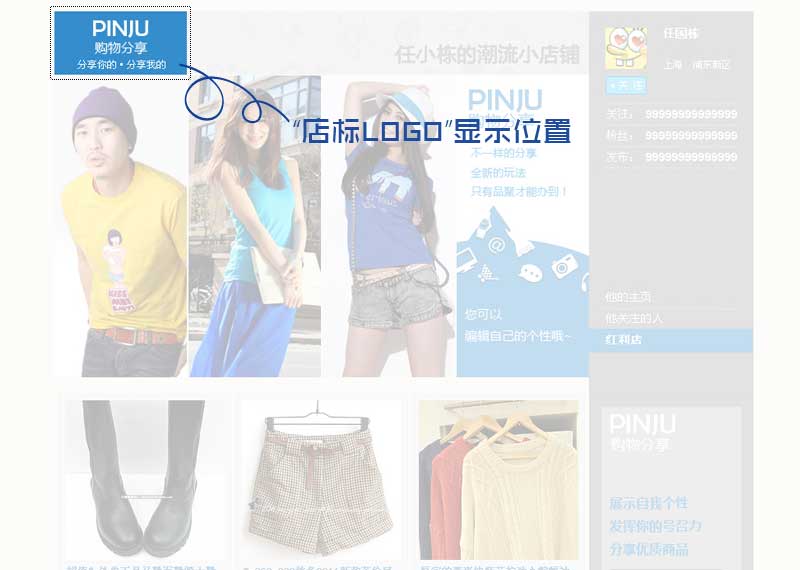 PINJU
购物分享
分享你的•分享我的
任小栋的潮流小店铺
任园栋
上海 浦东新区
+关 注
关注： 99999999999999
粉丝： 99999999999999
发布： 99999999999999
PINJU
“店标LOGO”显示位置
不一样的分享
全新的玩法
只有品聚才能办到！
您可以
编辑自己的个性哦~
他的主页
他关注的人
红利店
PINJU
购物分享
展示自我个性
发挥你的号召力
分享优质商品